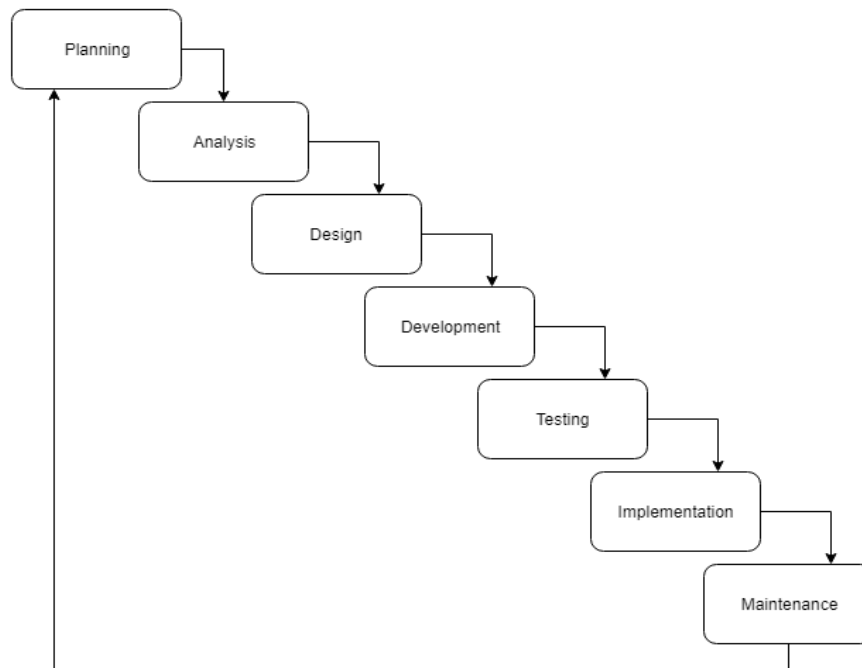 Planning
Analysis
Design
Development
Testing
Implementation
Maintenance